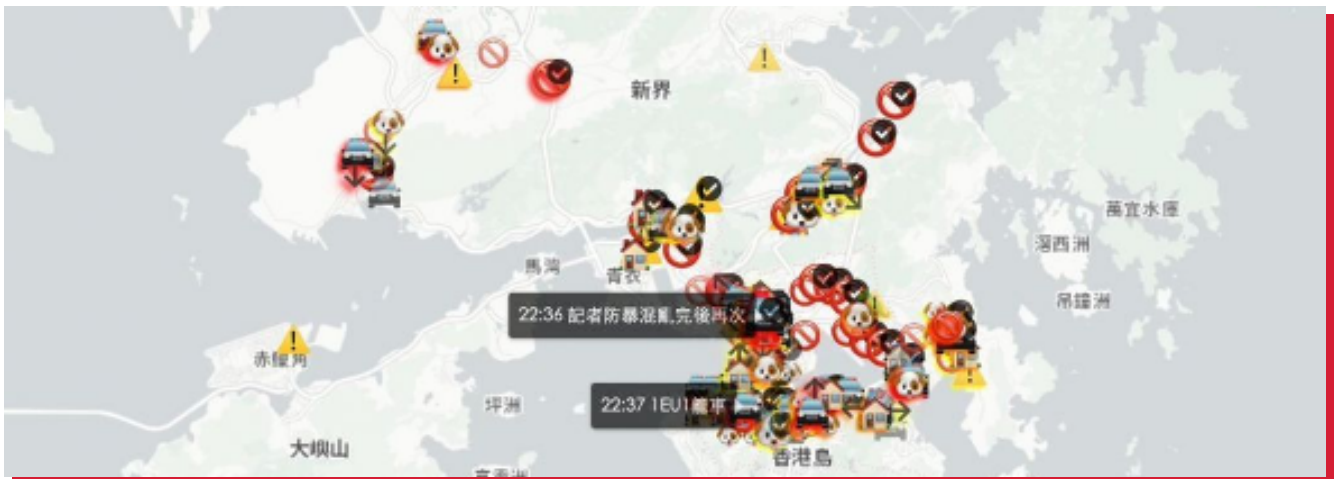 新界
萬宜水庫
滘西洲
馬灣
青衣
吊鐘洲
22:36 記者防暴混亂完後再次
赤鱲角
坪洲
22:37 1EU1籠車
大嶼山
香港島